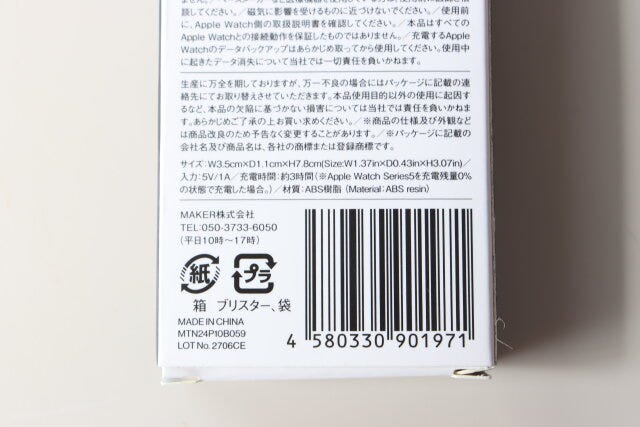 談してください。／磁気に影響を受けるものに近づけないでください。／使用前
に、Apple Watch側の取扱説明書を確認してください。／本品はすべての
Apple Watchとの接続動作を保証したものではありません。／充電するApple
Watchのデータバックアップはあらかじめ取ってから使用してください。使用中
に起きたデータ消失について当社では一切責任を負いかねます。
生産に万全を期しておりますが、万一不良の場合にはパッケージに記載の連
絡先にてお取り替えさせていただきます。本品使用目的以外の使用に起因す
るなど、本品の欠陥に基づかない損害については当社では責任を負いかねま
す。あらかじめご了承の上お買い求めください。／※商品の仕様及び外観など
は商品改良のため予告なく変更することがあります。／※パッケージに記載の
会社名及び商品名は、各社の商標または登録商標です。
サイズ:W3.5cm×D1.1cm×H7.8cm(Size:W1.37in×D0.43in×H3.07in)／
入力:5V/1A／充電時間:約3時間(※Apple Watch Series5を充電残量0%
の状態で充電した場合。)／材質:ABS樹脂 (Material:ABS resin)
MAKER株式会社
TEL:050-3733-6050
(平日10時～17時)
紙 プラ
箱 ブリスター、袋
MADE IN CHINA
MTN24P10B059
LOT No. 2706CE
4 580330 901971